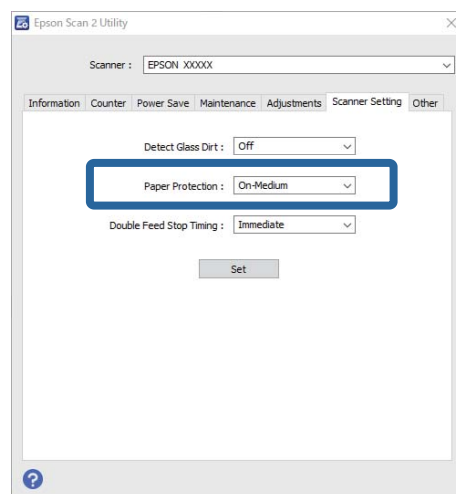 Epson Scan 2 Utility
Scanner : EPSON XXXXX
Information Counter Power Save Maintenance Adjustments Scanner Setting Other
Detect Glass Dirt : Off
Paper Protection : On-Medium
Double Feed Stop Timing : Immediate
Set
?